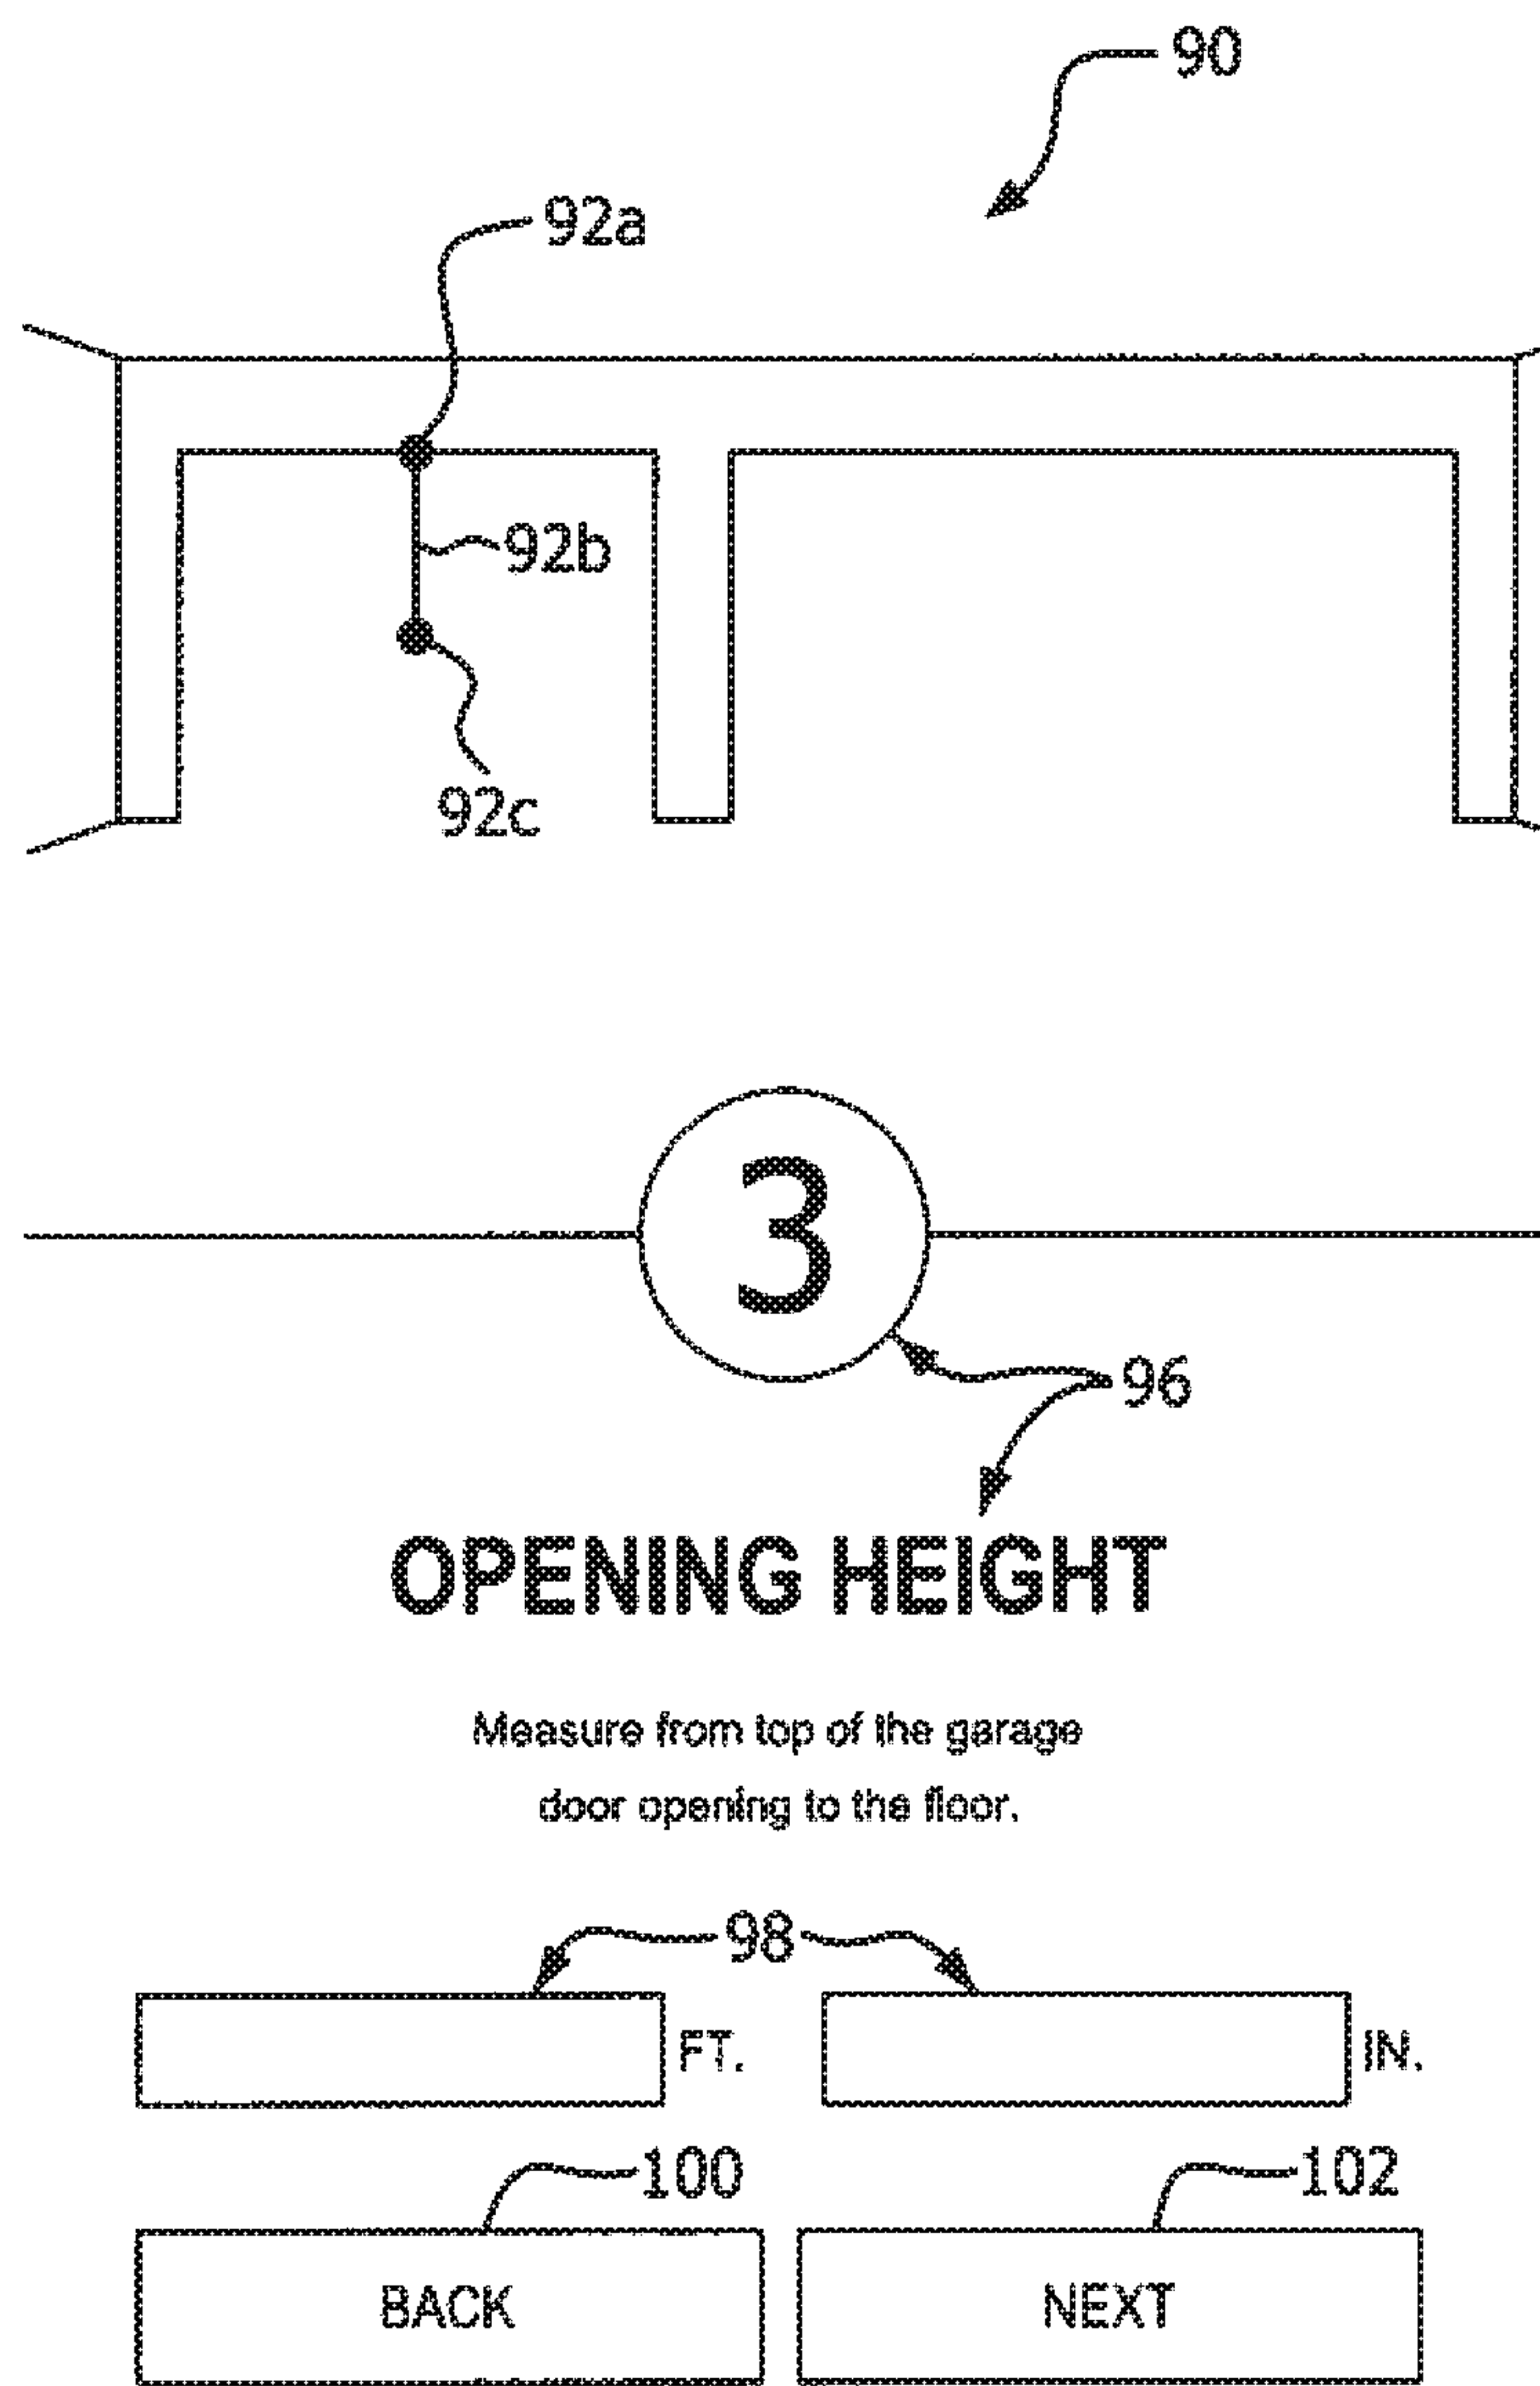 90
92a
92b
92c
3
96
OPENING HEIGHT
Measure from top of the garage
door opening to the floor.
98
FT. IN.
100 102
BACK NEXT